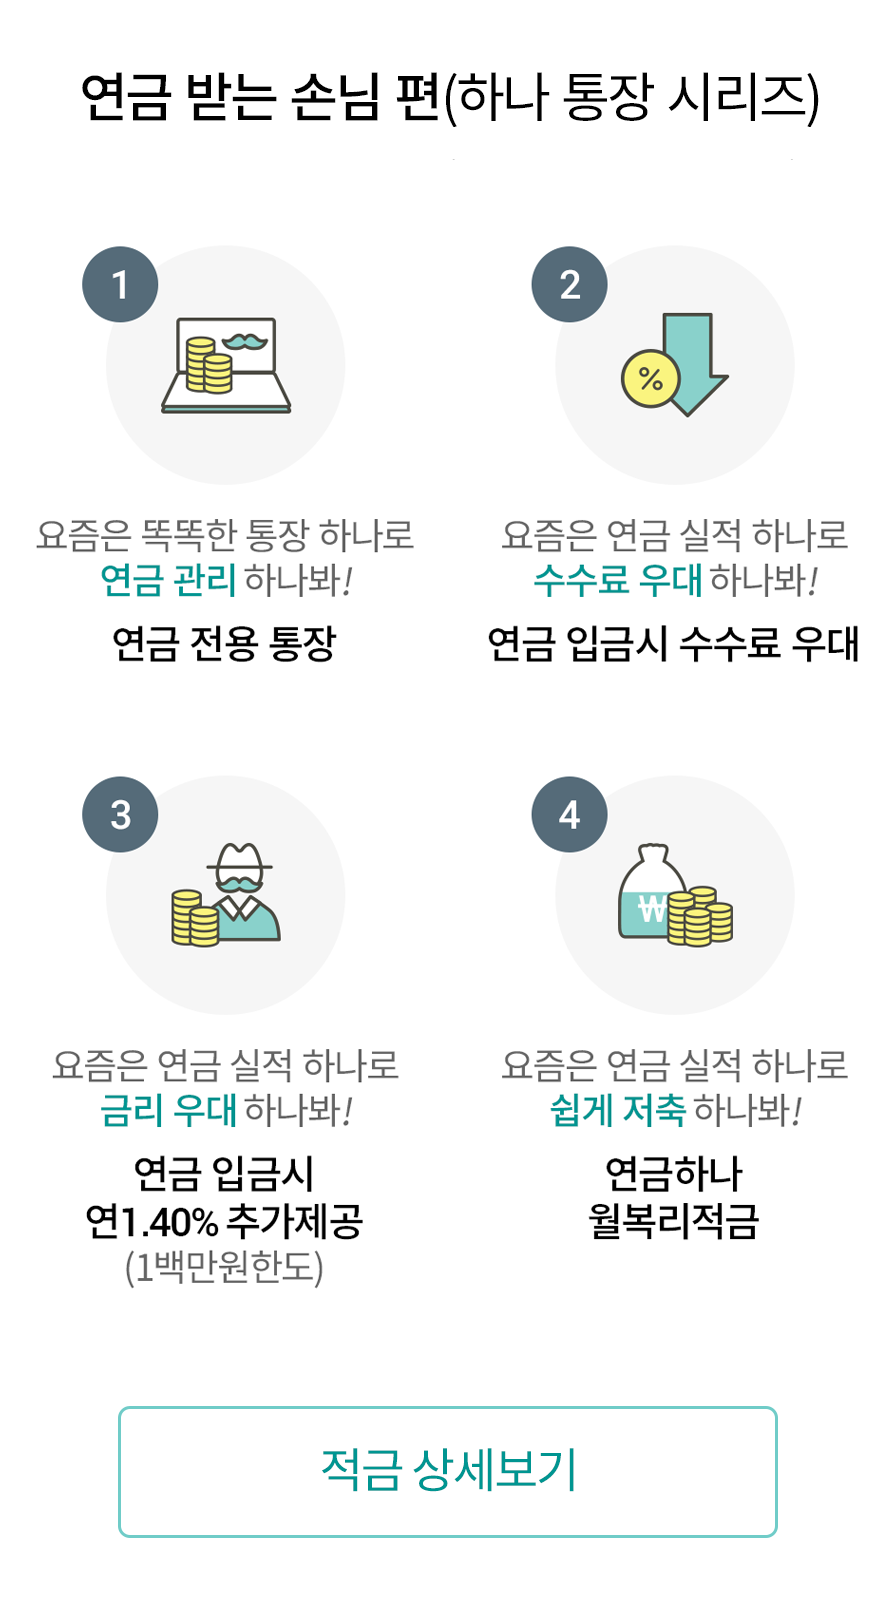 연금 받는 손님 편(하나 통장 시리즈)
1
요즘은 똑똑한 통장 하나로
연금 관리 하나봐!
연금 전용 통장
2
%
요즘은 연금 실적 하나로
수수료 우대 하나봐!
연금 입금시 수수료 우대
3
요즘은 연금 실적 하나로
금리 우대 하나봐!
연금 입금시
연1.40% 추가제공
(1백만원한도)
4
₩
요즘은 연금 실적 하나로
쉽게 저축 하나봐!
연금하나
월복리적금
적금 상세보기